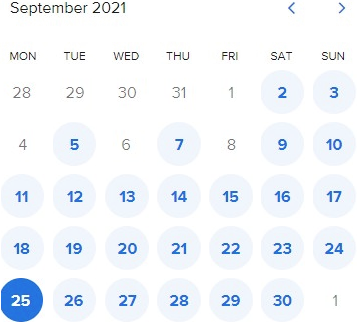 September 2021
MON TUE WED THU FRI SAT SUN
28 29 30 31 1 2 3
4 5 6 7 8 9 10
11 12 13 14 15 16 17
18 19 20 21 22 23 24
25 26 27 28 29 30 1